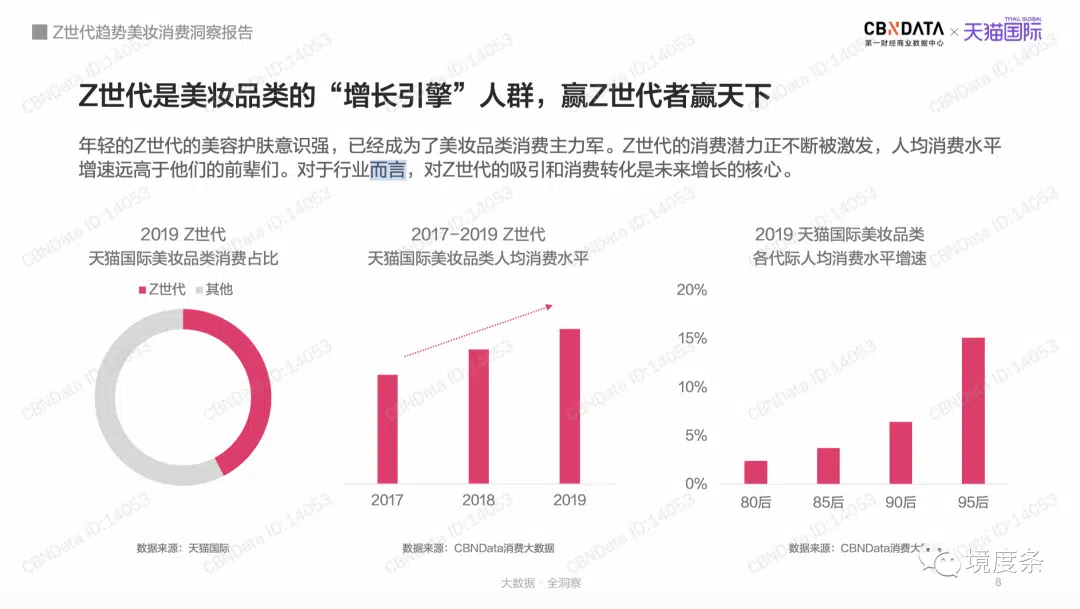 Z世代趋势美妆消费洞察报告
CBNDATA × 天猫国际
TMALL GLOBAL
第一财经商业数据中心
Z世代是美妆品类的“增长引擎”人群，赢Z世代者赢天下
年轻的Z世代的美容护肤意识强，已经成为了美妆品类消费主力军。Z世代的消费潜力正不断被激发，人均消费水平
增速远高于他们的前辈们。对于行业而言，对Z世代的吸引和消费转化是未来增长的核心。
2019 Z世代
天猫国际美妆品类消费占比
Z世代 其他
2017-2019 Z世代
天猫国际美妆品类人均消费水平
2017 2018 2019
2019 天猫国际美妆品类
各代际人均消费水平增速
20%
15%
10%
5%
0%
80后 85后 90后 95后
数据来源：天猫国际
数据来源：CBNData消费大数据
数据来源：CBNData消费大
境度条
大数据·全洞察
8
CBNData ID:14053